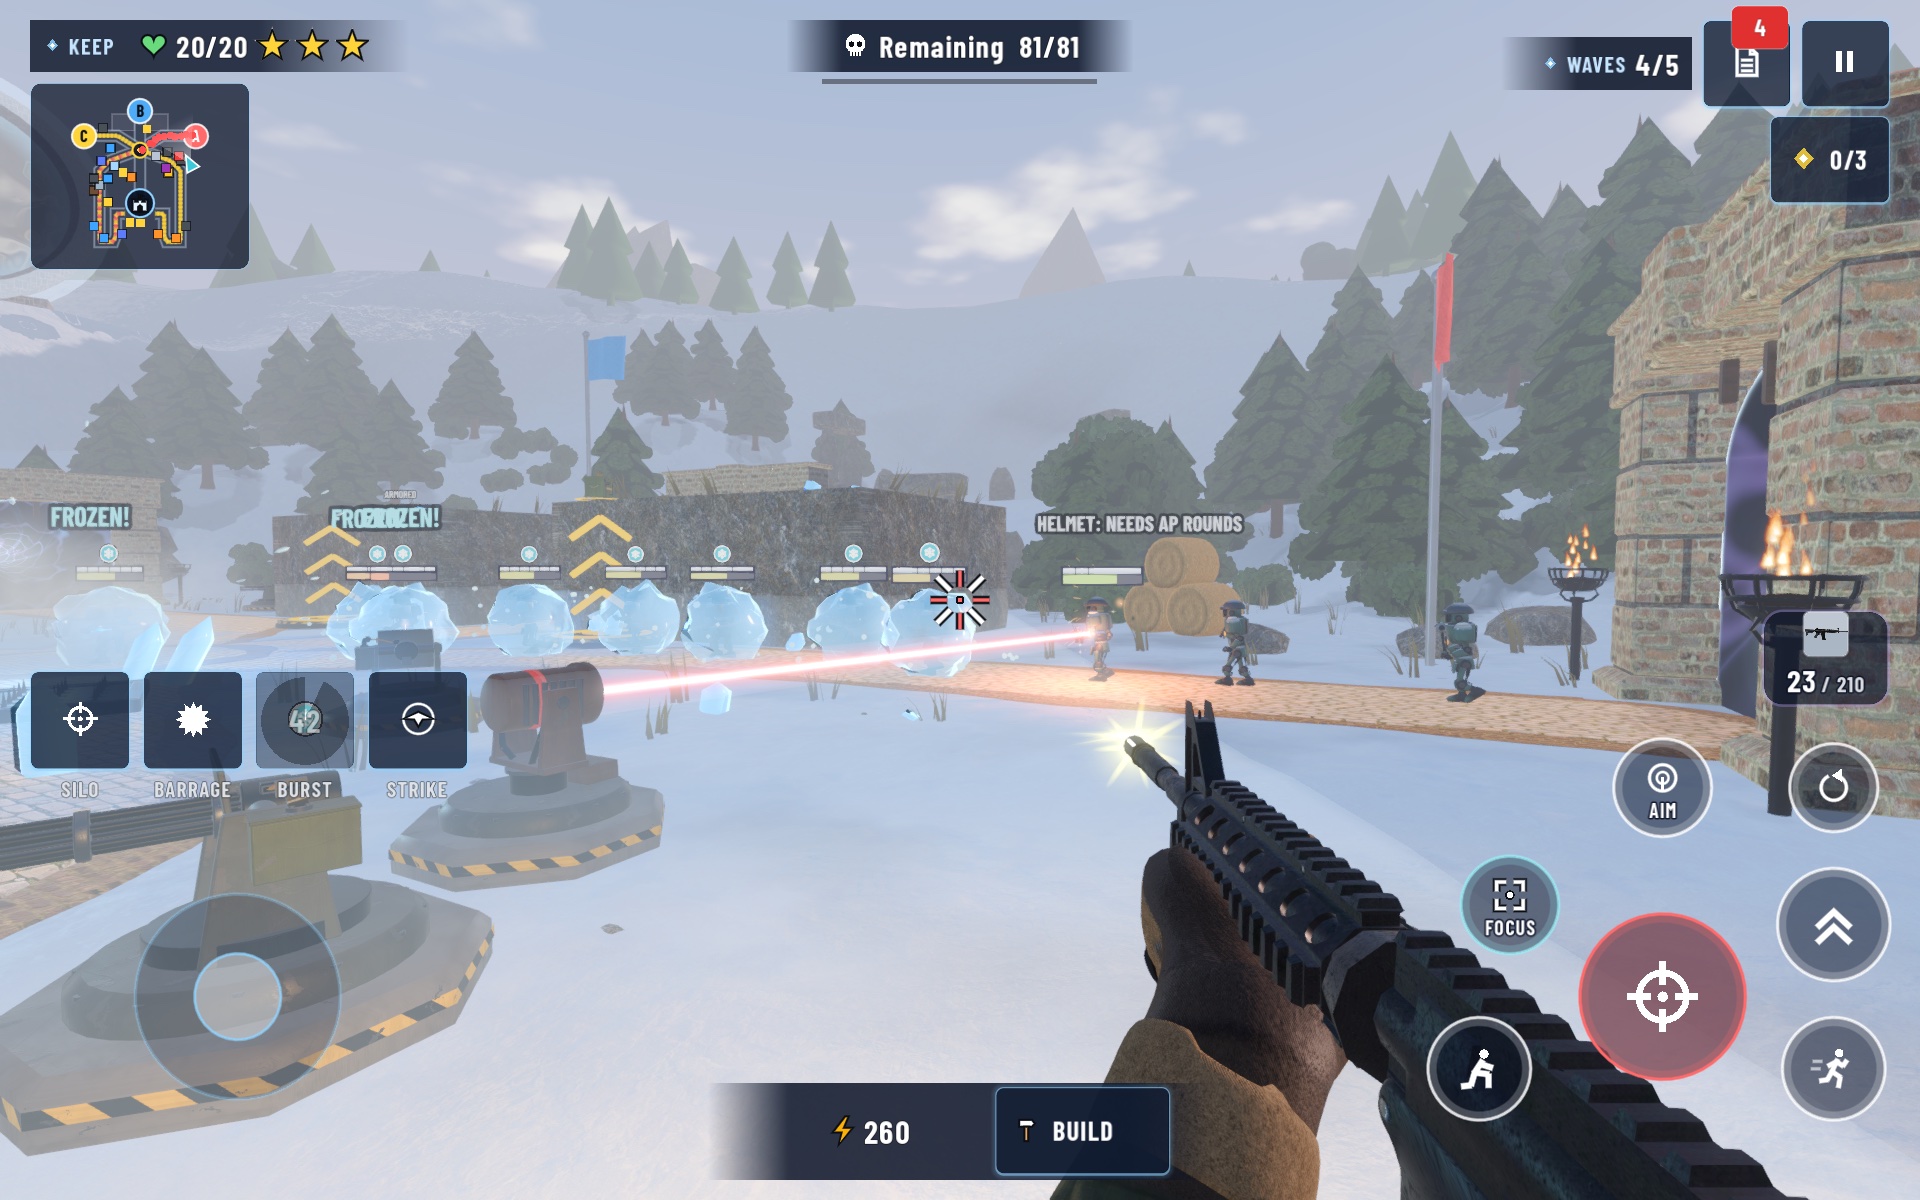 KEEP 20/20
Remaining 81/81
WAVES 4/5
4
0/3
B
C
A
ARMORED
FROZEN!
FROZEN!
HELMET: NEEDS AP ROUNDS
23 / 210
42
SILO
BARRAGE
BURST
STRIKE
AIM
FOCUS
260
BUILD